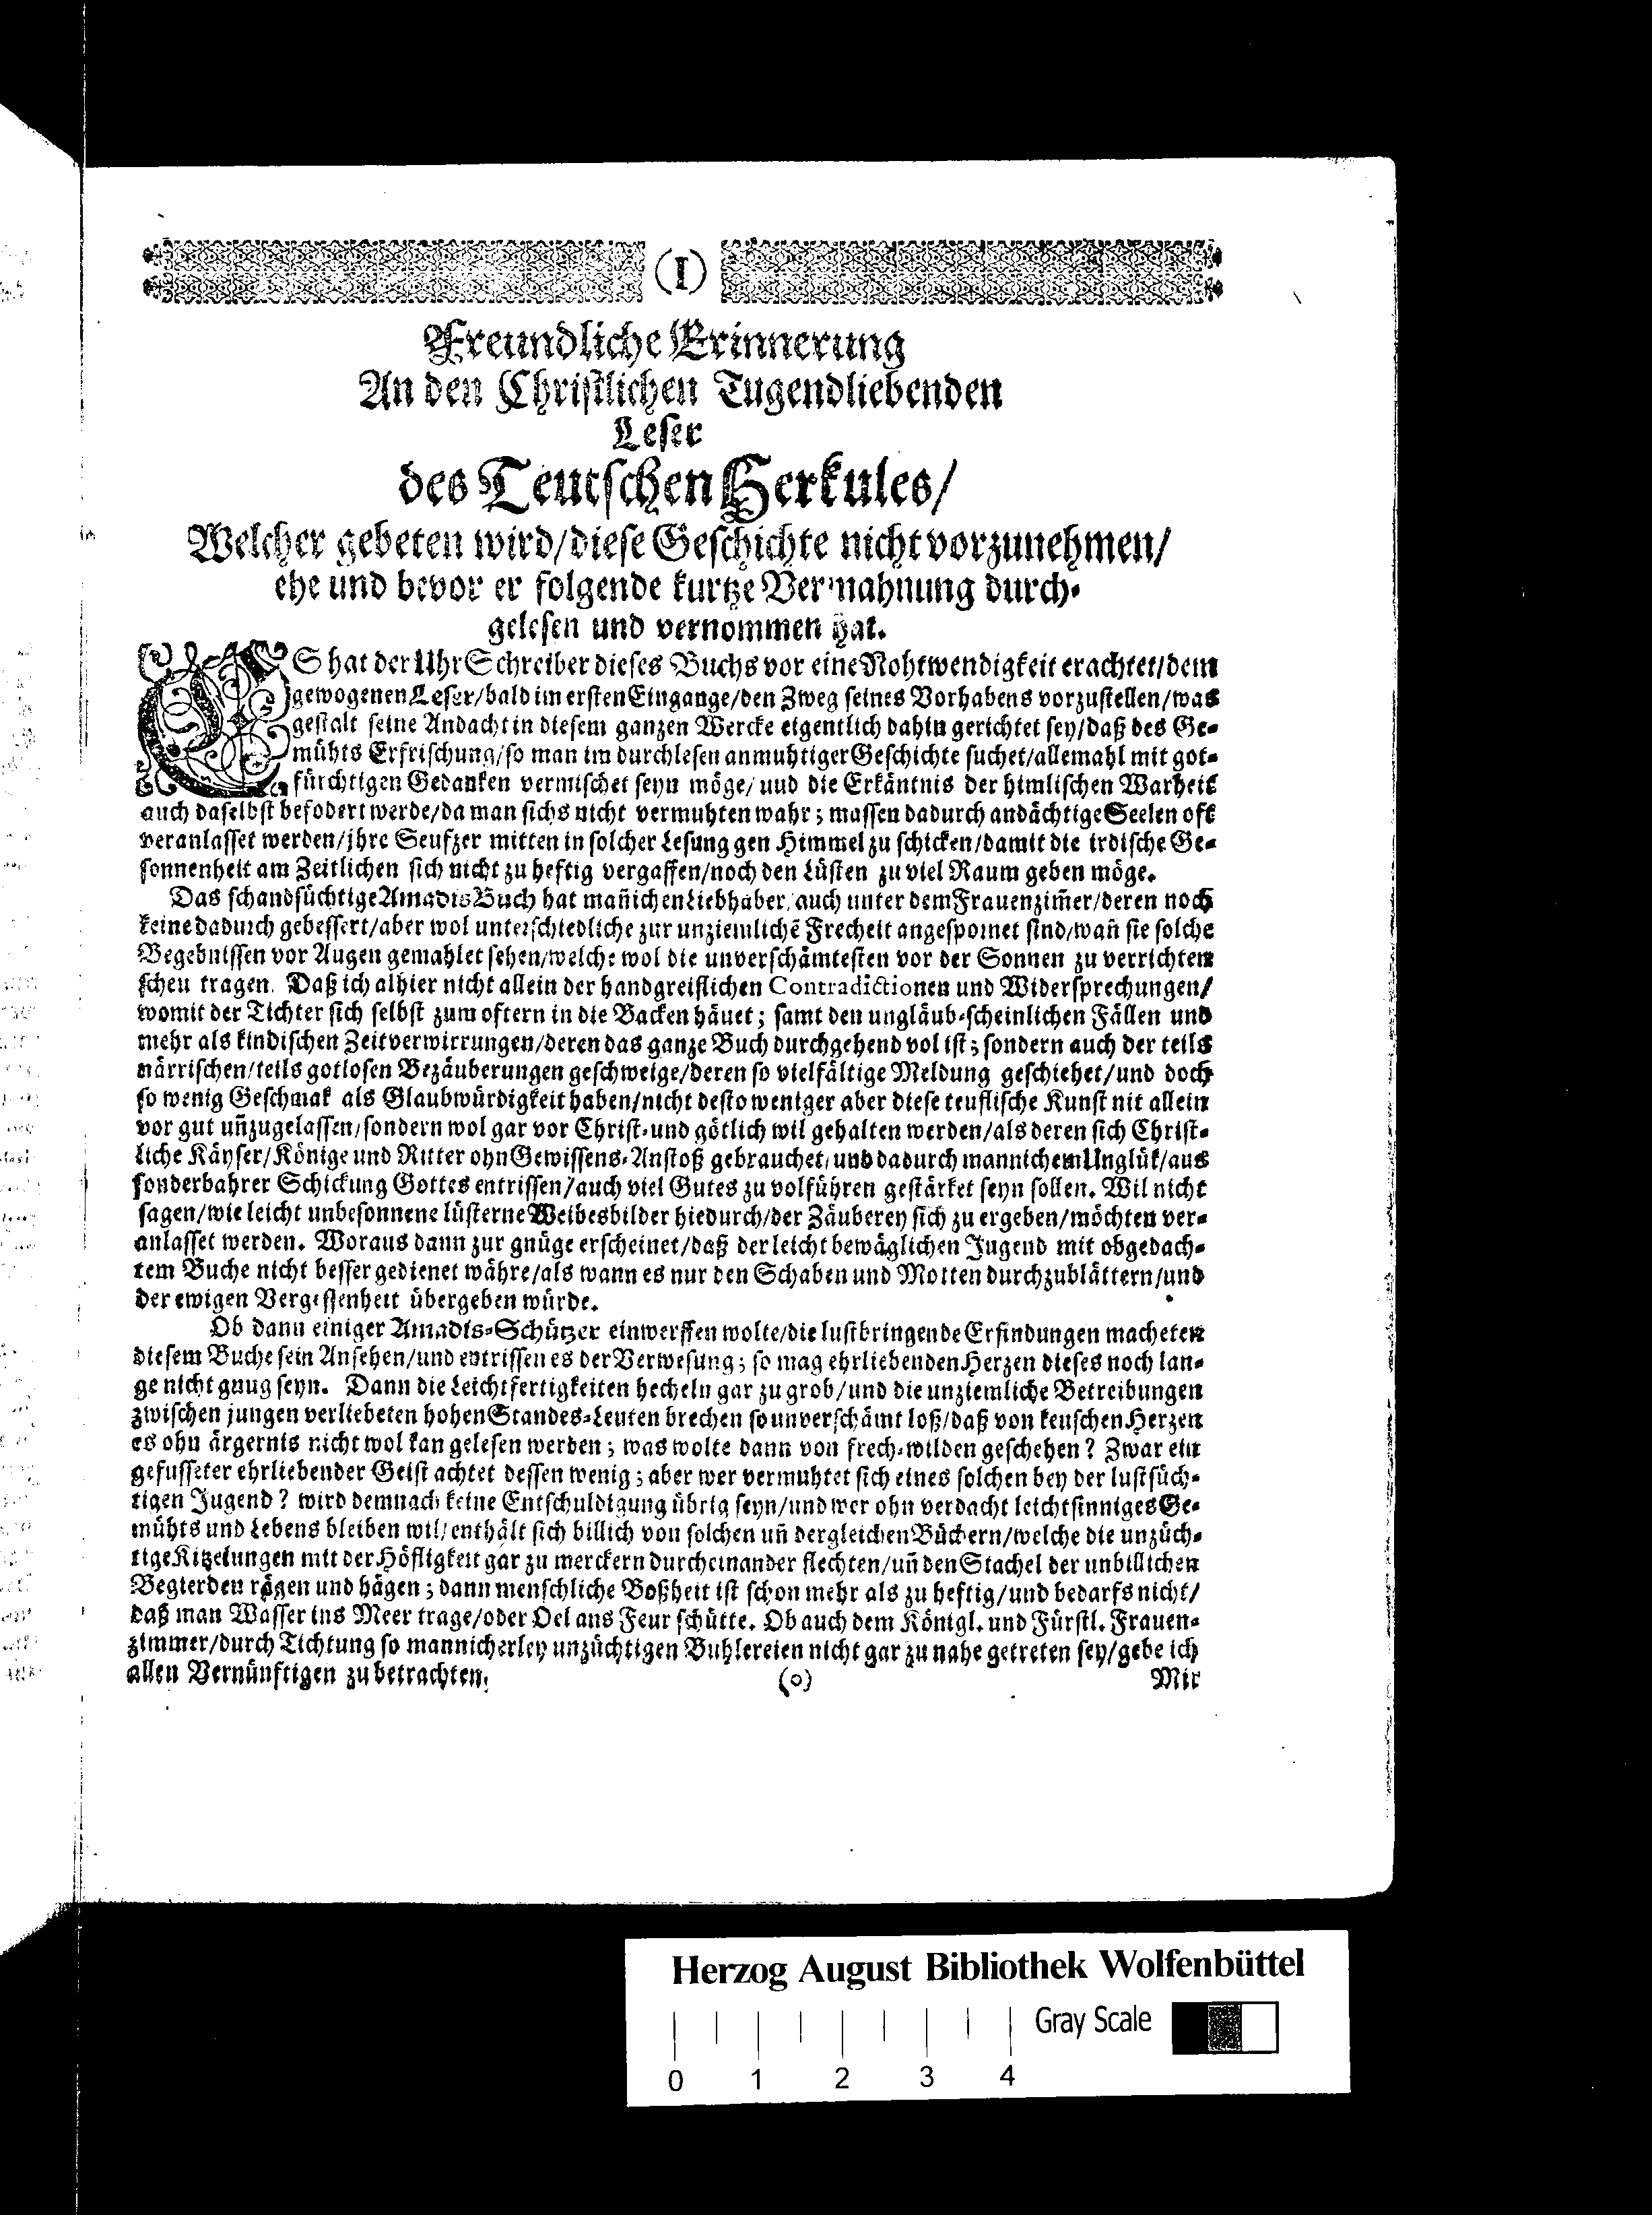 (I)
Freundliche Erinnerung
An den Christlichen Tugendliebenden
Leser
des Teutschen Herkules/
Welcher gebeten wird/diese Geschichte nicht vorzunehmen/
ehe und bevor er folgende kurtze Vermahnung durch-
gelesen und vernommen hat.
ES hat der UhrSchreiber dieses Buchs vor eine Nohtwendigkeit erachtet/dem
gewogenen Leser/bald im ersten Eingange/den Zweg seines Vorhabens vorzustellen/was
gestalt seine Andacht in diesem ganzen Wercke eigentlich dahin gerichtet sey/daß des Ge-
mühts Erfrischung/so man im durchlesen anmuhtiger Geschichte suchet/allemahl mit got-
fürchtigen Gedanken vermischet seyn möge/und die Erkäntnis der himlischen Warheit
auch daselbst befodert werde/da man sichs nicht vermuhten wahr; massen dadurch andächtige Seelen oft
veranlasset werden/jhre Seufzer mitten in solcher Lesung gen Himmel zu schicken/damit die irdische Ge-
sonnenheit am Zeitlichen sich nicht zu heftig vergaffen/noch den Lüsten zu viel Raum geben möge.
Das schandsüchtige Amadis Buch hat mañichen Liebhaber/auch unter dem Frauenzim̃er/deren noch
keine dadurch gebessert/aber wol unterschiedliche zur unziemlichẽ Frecheit angespornet sind/wañ sie solche
Begebnissen vor Augen gemahlet sehen/welche wol die unverschämtesten vor der Sonnen zu verrichten
scheu tragen. Daß ich alhier nicht allein der handgreiflichen Contradictionen und Widersprechungen/
womit der Tichter sich selbst zum oftern in die Backen häuet; samt den ungläub-scheinlichen Fällen und
mehr als kindischen Zeitverwirrungen/deren das ganze Buch durchgehend vol ist; sondern auch der teils
närrischen/teils gotlosen Bezäuberungen geschweige/deren so vielfältige Meldung geschiehet/und doch
so wenig Geschmak als Glaubwürdigkeit haben/nicht desto weniger aber diese teuflische Kunst nit allein
vor gut uñ zugelassen/sondern wol gar vor Christ-und götlich wil gehalten werden/als deren sich Christ-
liche Käyser/Könige und Ritter ohn Gewissens-Anstoß gebrauchet/und dadurch mannichem Unglük/aus
sonderbahrer Schickung Gottes entrissen/auch viel Gutes zu volführen gestärket seyn sollen. Wil nicht
sagen/wie leicht unbesonnene lüsterne Weibesbilder hiedurch/der Zäuberey sich zu ergeben/möchten ver-
anlasset werden. Woraus dann zur gnüge erscheinet/daß der leicht bewäglichen Jugend mit obgedach-
tem Buche nicht besser gedienet währe/als wann es nur den Schaben und Motten durchzublättern/und
der ewigen Vergessenheit übergeben würde.
Ob dann einiger Amadis-Schützer einwerffen wolte/die lustbringende Erfindungen macheten
diesem Buche sein Ansehen/und entrissen es der Verwesung; so mag ehrliebenden Herzen dieses noch lan-
ge nicht gnug seyn. Dann die Leichtfertigkeiten hecheln gar zu grob/und die unziemliche Betreibungen
zwischen jungen verliebeten hohen Standes-Leuten brechen so unverschämt loß/daß von keuschen Herzen
es ohn ärgernis nicht wol kan gelesen werden; was wolte dann von frech-wilden geschehen? Zwar ein
gefusseter ehrliebender Geist achtet dessen wenig; aber wer vermuhtet sich eines solchen bey der lustsüch-
tigen Jugend? wird demnach keine Entschuldigung übrig seyn/und wer ohn verdacht leichtsinniges Ge-
mühts und Lebens bleiben wil/enthält sich billich von solchen uñ dergleichen Büchern/welche die unzüch-
tige Kitzelungen mit der Höfligkeit gar zu merckern durcheinander flechten/uñ den Stachel der unbillichen
Begierden rägen und hägen; dann menschliche Boßheit ist schon mehr als zu heftig/und bedarfs nicht/
daß man Wasser ins Meer trage/oder Oel ans Feur schütte. Ob auch dem Königl. und Fürstl. Frauen-
zimmer/durch Tichtung so mannicherley unzüchtigen Buhlereien nicht gar zu nahe getreten sey/gebe ich
allen Vernünftigen zu betrachten.
(o)
Mir
Herzog August Bibliothek Wolfenbüttel
Gray Scale
0 1 2 3 4